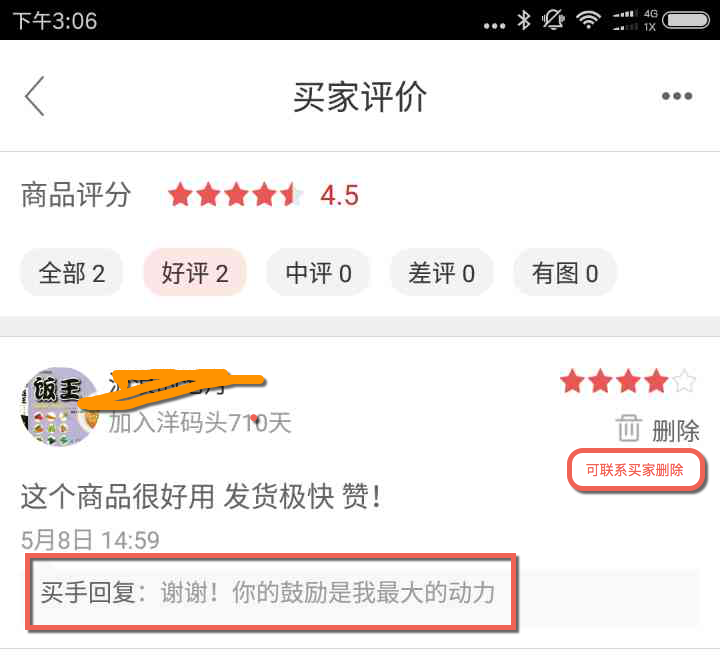 下午3:06
4G
1X
买家评价
商品评分 4.5
全部 2 好评 2 中评 0 差评 0 有图 0
饭王
加入洋码头710天
删除
可联系买家删除
这个商品很好用 发货极快 赞!
5月8日 14:59
买手回复：谢谢！你的鼓励是我最大的动力